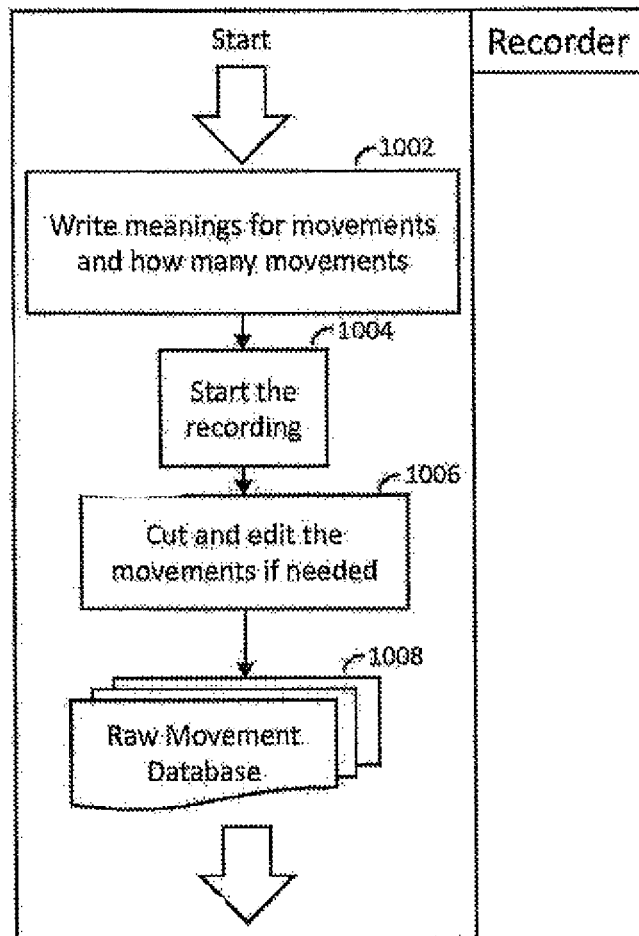 Start
Recorder
1002
Write meanings for movements
and how many movements
1004
Start the
recording
1006
Cut and edit the
movements if needed
1008
Raw Movement
Database